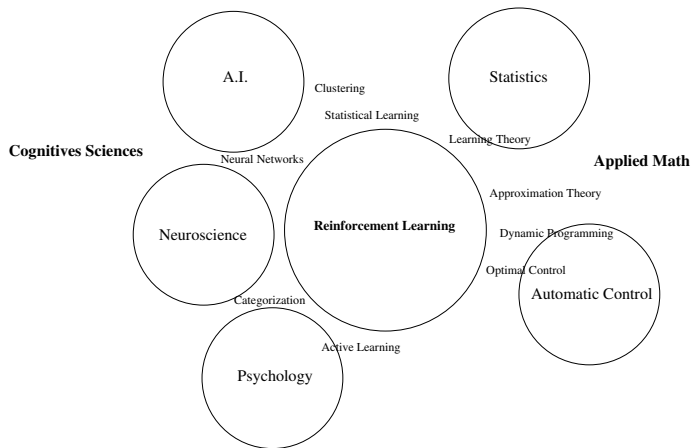 A.I.
Statistics
Clustering
Statistical Learning
Learning Theory
Cognitives Sciences
Neural Networks
Applied Math
Approximation Theory
Reinforcement Learning
Neuroscience
Dynamic Programming
Optimal Control
Automatic Control
Categorization
Active Learning
Psychology